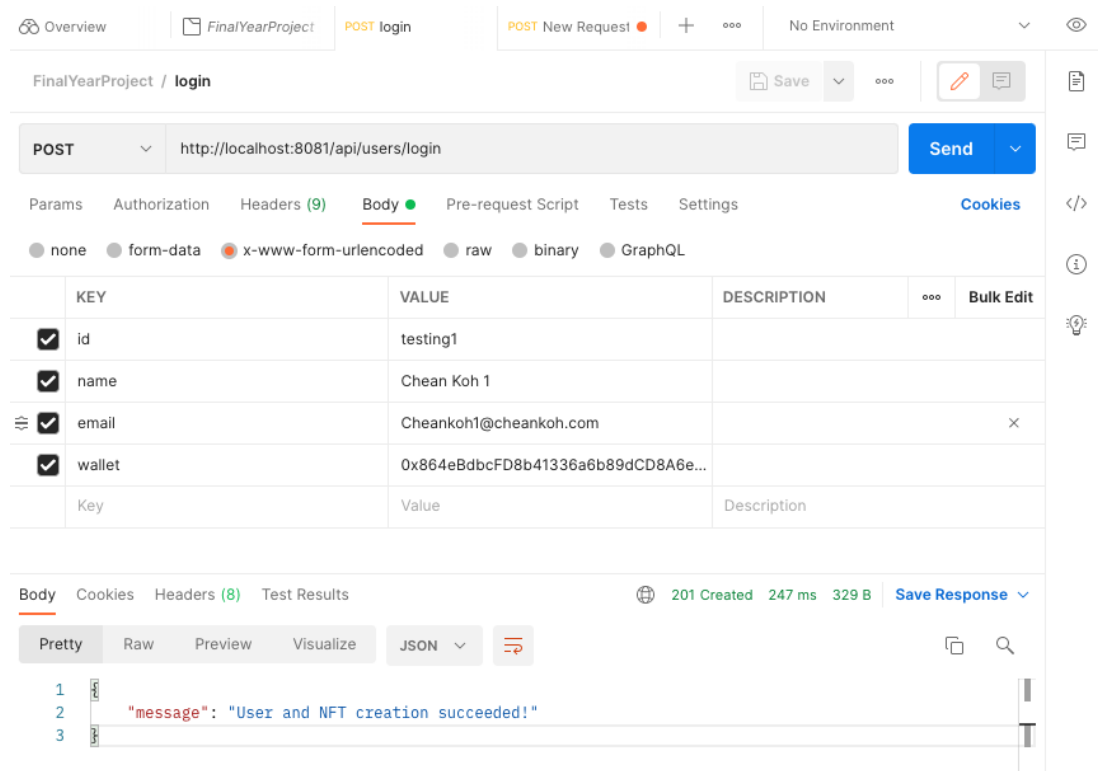 Overview FinalYearProject POST login POST New Request No Environment
FinalYearProject / login Save
POST http://localhost:8081/api/users/login Send
Params Authorization Headers (9) Body Pre-request Script Tests Settings Cookies
none form-data x-www-form-urlencoded raw binary GraphQL
KEY VALUE DESCRIPTION Bulk Edit
id testing1
name Chean Koh 1
email Cheankoh1@cheankoh.com
wallet 0x864eBdbcFD8b41336a6b89dCD8A6e...
Key Value Description
Body Cookies Headers (8) Test Results 201 Created 247 ms 329 B Save Response
Pretty Raw Preview Visualize JSON
1 {
2 "message": "User and NFT creation succeeded!"
3 }